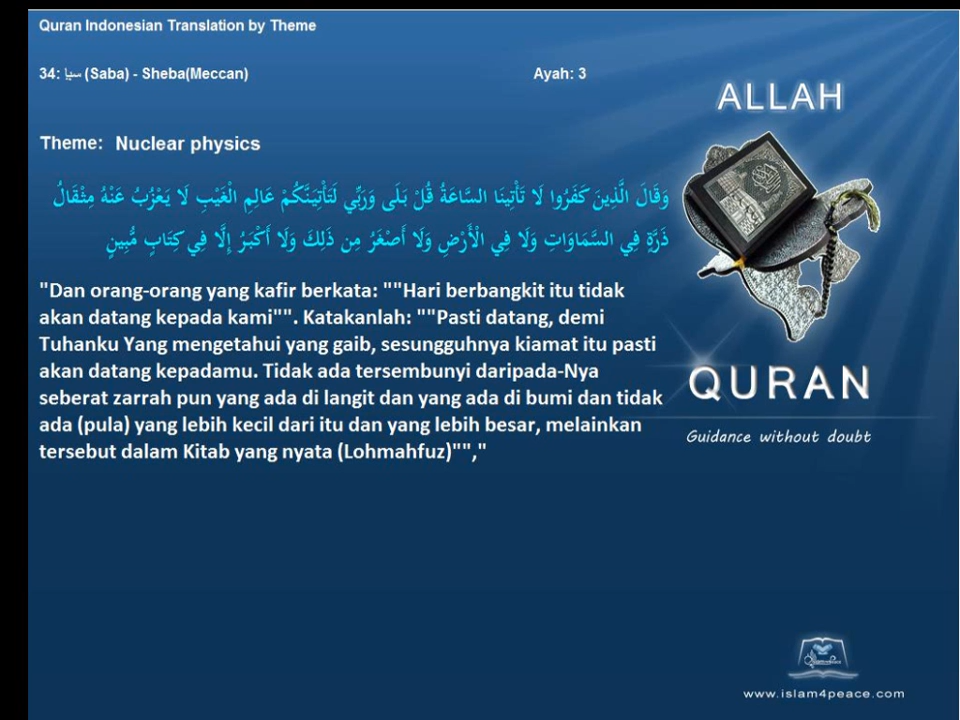 Quran Indonesian Translation by Theme
34: سبأ (Saba) - Sheba(Meccan)
Ayah: 3
Theme: Nuclear physics
وَقَالَ الَّذِينَ كَفَرُوا لَا تَأْتِينَا السَّاعَةُ قُلْ بَلَى وَرَبِّي لَتَأْتِيَنَّكُمْ عَالِمِ الْغَيْبِ لَا يَعْزُبُ عَنْهُ مِثْقَالُ
ذَرَّةٍ فِي السَّمَاوَاتِ وَلَا فِي الْأَرْضِ وَلَا أَصْغَرُ مِن ذَلِكَ وَلَا أَكْبَرُ إِلَّا فِي كِتَابٍ مُّبِينٍ
"Dan orang-orang yang kafir berkata: ""Hari berbangkit itu tidak
akan datang kepada kami"". Katakanlah: ""Pasti datang, demi
Tuhanku Yang mengetahui yang gaib, sesungguhnya kiamat itu pasti
akan datang kepadamu. Tidak ada tersembunyi daripada-Nya
seberat zarrah pun yang ada di langit dan yang ada di bumi dan tidak
ada (pula) yang lebih kecil dari itu dan yang lebih besar, melainkan
tersebut dalam Kitab yang nyata (Lohmahfuz)"","
ALLAH
QURAN
Guidance without doubt
www.islam4peace.com